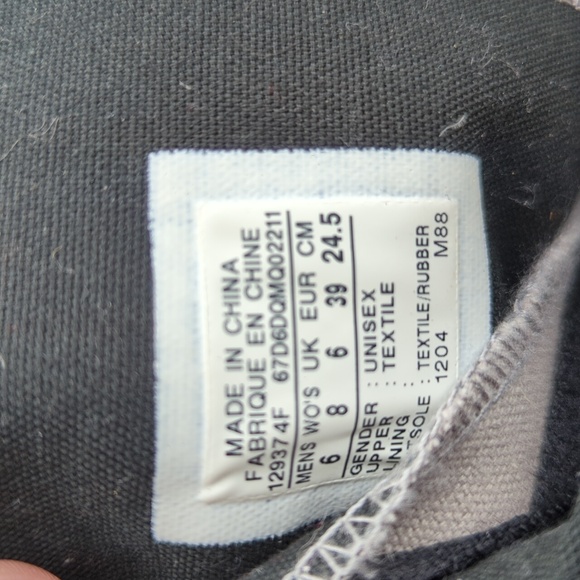 MADE IN CHINA
FABRIQUE EN CHINE
129374F 67D6DQMQ02211
MENS WO'S UK EUR CM
6 8 6 39 24.5
GENDER : UNISEX
UPPER : TEXTILE
LINING :
TSOLE : TEXTILE/RUBBER
1204 M88